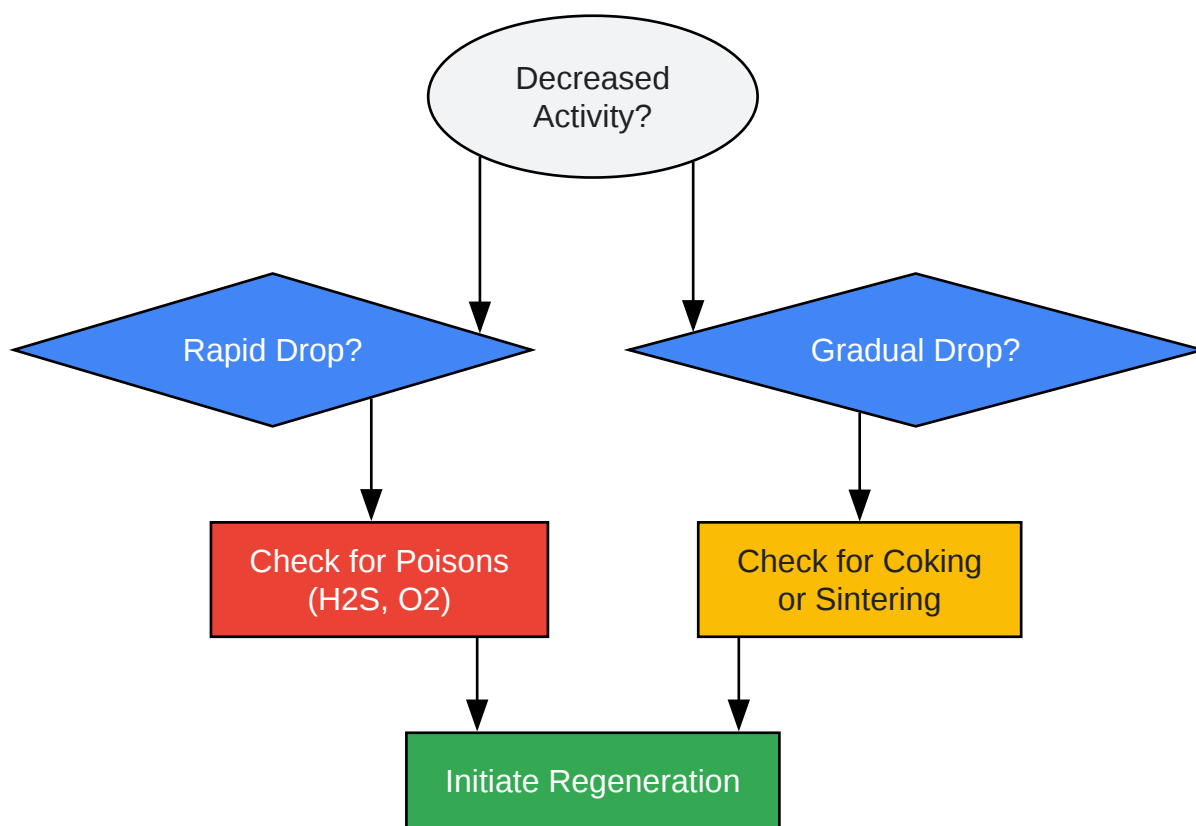 Decreased
Activity?
Rapid Drop?
Gradual Drop?
Check for Poisons
(H2S, O2)
Check for Coking
or Sintering
Initiate Regeneration